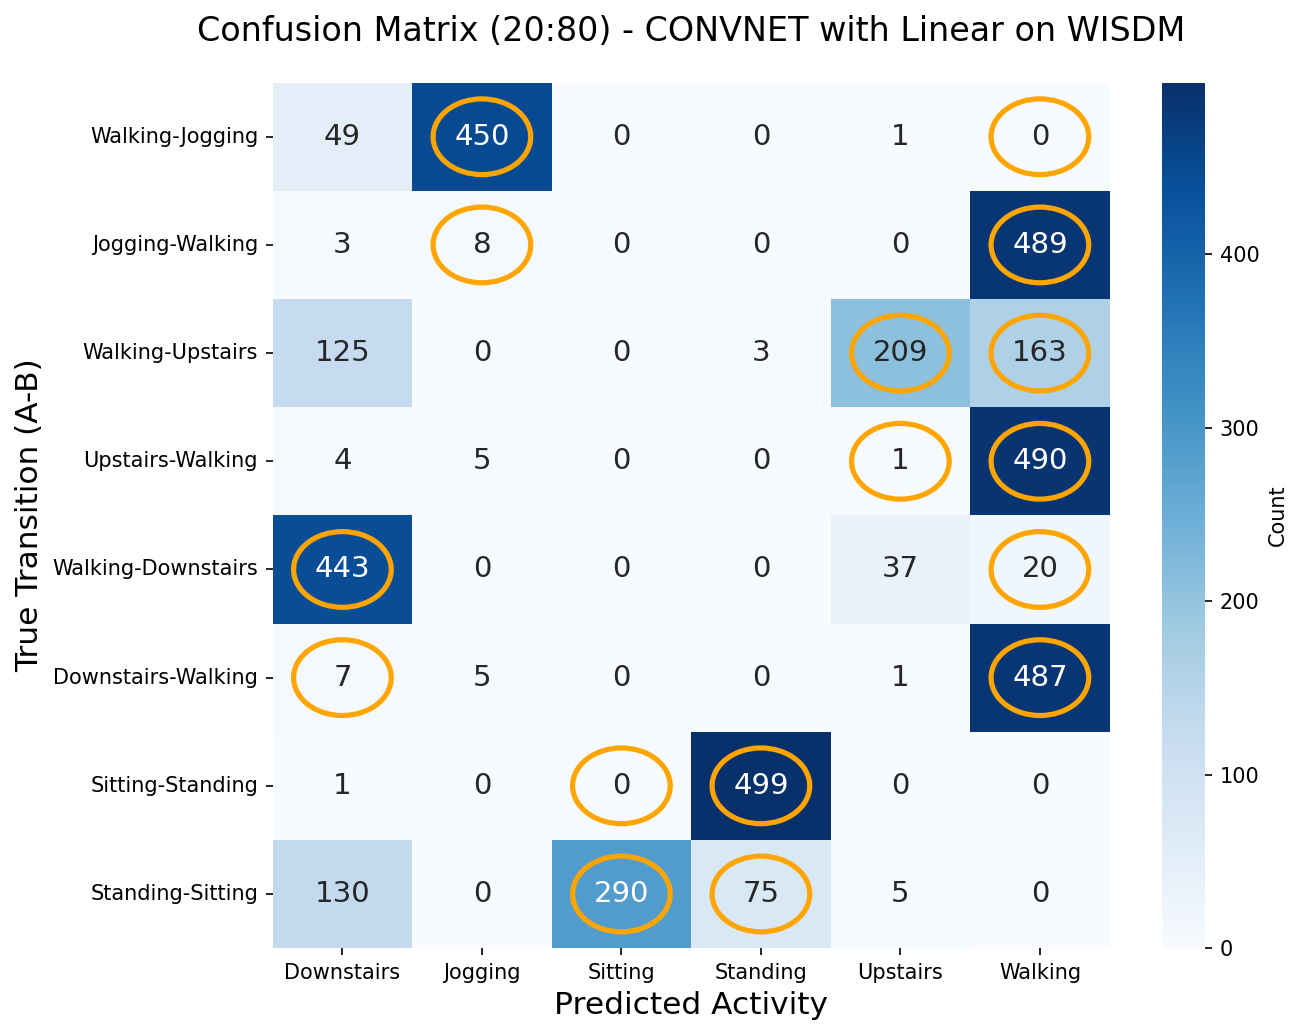 Confusion Matrix (20:80) - CONVNET with Linear on WISDM
True Transition (A-B)
Walking-Jogging 49 450 0 0 1 0
Jogging-Walking 3 8 0 0 0 489
Walking-Upstairs 125 0 0 3 209 163
Upstairs-Walking 4 5 0 0 1 490
Walking-Downstairs 443 0 0 0 37 20
Downstairs-Walking 7 5 0 0 1 487
Sitting-Standing 1 0 0 499 0 0
Standing-Sitting 130 0 290 75 5 0
Downstairs Jogging Sitting Standing Upstairs Walking
Predicted Activity
400
300
200
100
0
Count